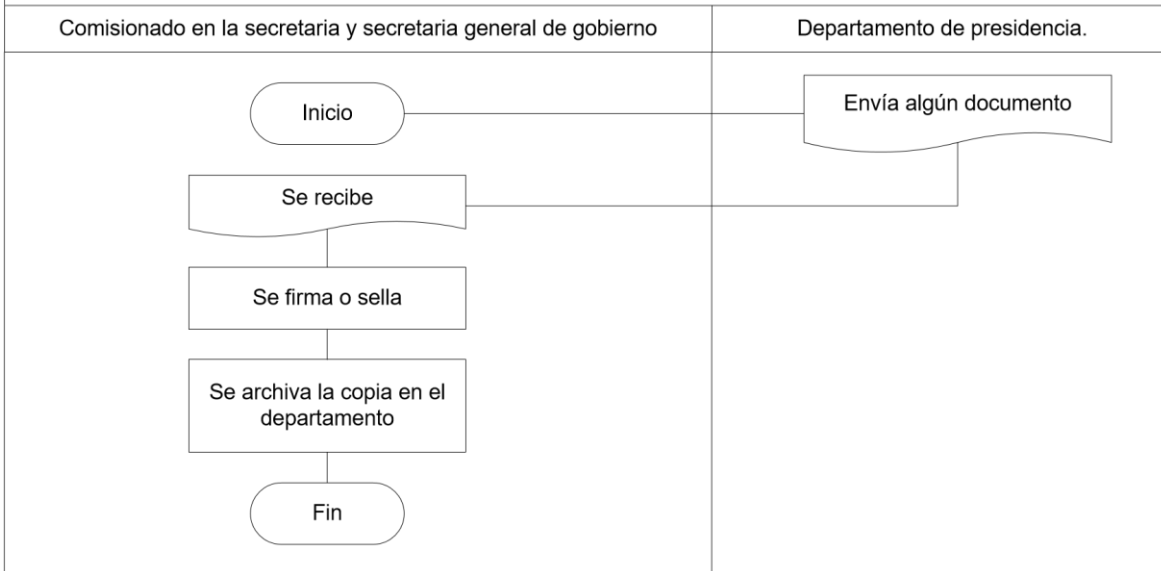 Comisionado en la secretaria y secretaria general de gobierno
Departamento de presidencia.
Inicio
Envía algún documento
Se recibe
Se firma o sella
Se archiva la copia en el
departamento
Fin